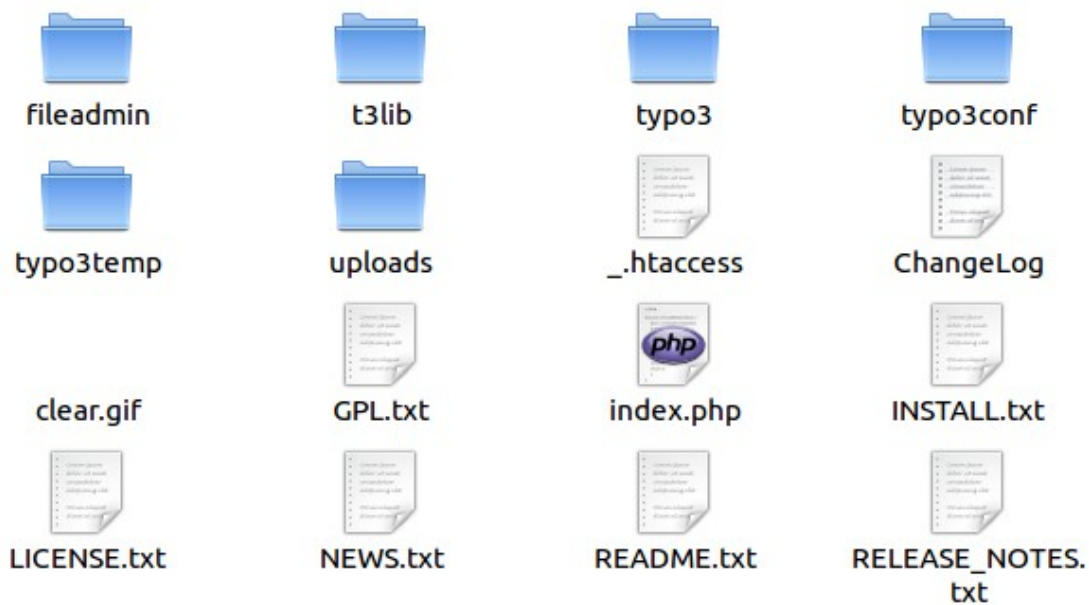 fileadmin
t3lib
typo3
typo3conf
typo3temp
uploads
_.htaccess
ChangeLog
clear.gif
GPL.txt
php
index.php
INSTALL.txt
LICENSE.txt
NEWS.txt
README.txt
RELEASE_NOTES.
txt